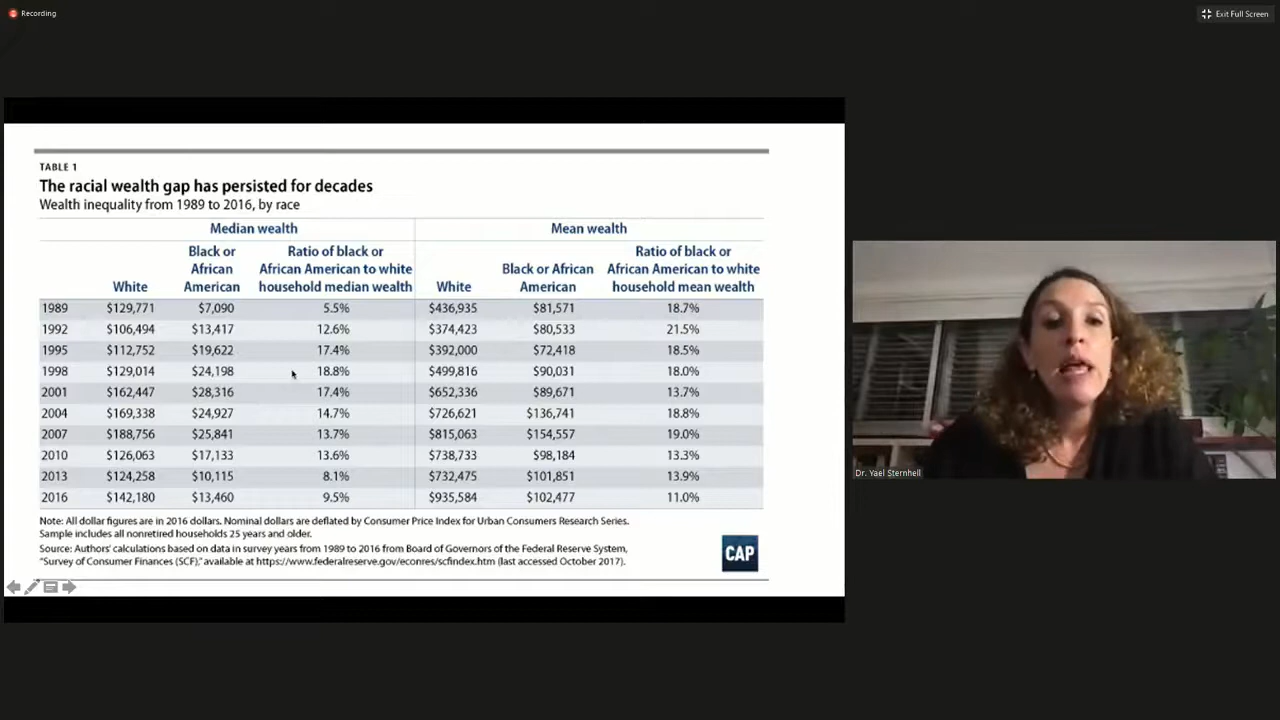 Recording
Exit Full Screen
TABLE 1
The racial wealth gap has persisted for decades
Wealth inequality from 1989 to 2016, by race
Median wealth Mean wealth
White Black or African American Ratio of black or African American to white household median wealth White Black or African American Ratio of black or African American to white household mean wealth
1989 $129,771 $7,090 5.5% $436,935 $81,571 18.7%
1992 $106,494 $13,417 12.6% $374,423 $80,533 21.5%
1995 $112,752 $19,622 17.4% $392,000 $72,418 18.5%
1998 $129,014 $24,198 18.8% $499,816 $90,031 18.0%
2001 $162,447 $28,316 17.4% $652,336 $89,671 13.7%
2004 $169,338 $24,927 14.7% $726,621 $136,741 18.8%
2007 $188,756 $25,841 13.7% $815,063 $154,557 19.0%
2010 $126,063 $17,133 13.6% $738,733 $98,184 13.3%
2013 $124,258 $10,115 8.1% $732,475 $101,851 13.9%
2016 $142,180 $13,460 9.5% $935,584 $102,477 11.0%
Note: All dollar figures are in 2016 dollars. Nominal dollars are deflated by Consumer Price Index for Urban Consumers Research Series.
Sample includes all nonretired households 25 years and older.
Source: Authors' calculations based on data in survey years from 1989 to 2016 from Board of Governors of the Federal Reserve System,
"Survey of Consumer Finances (SCF)," available at https://www.federalreserve.gov/econres/scfindex.htm (last accessed October 2017).
CAP
Dr. Yael Sternhell